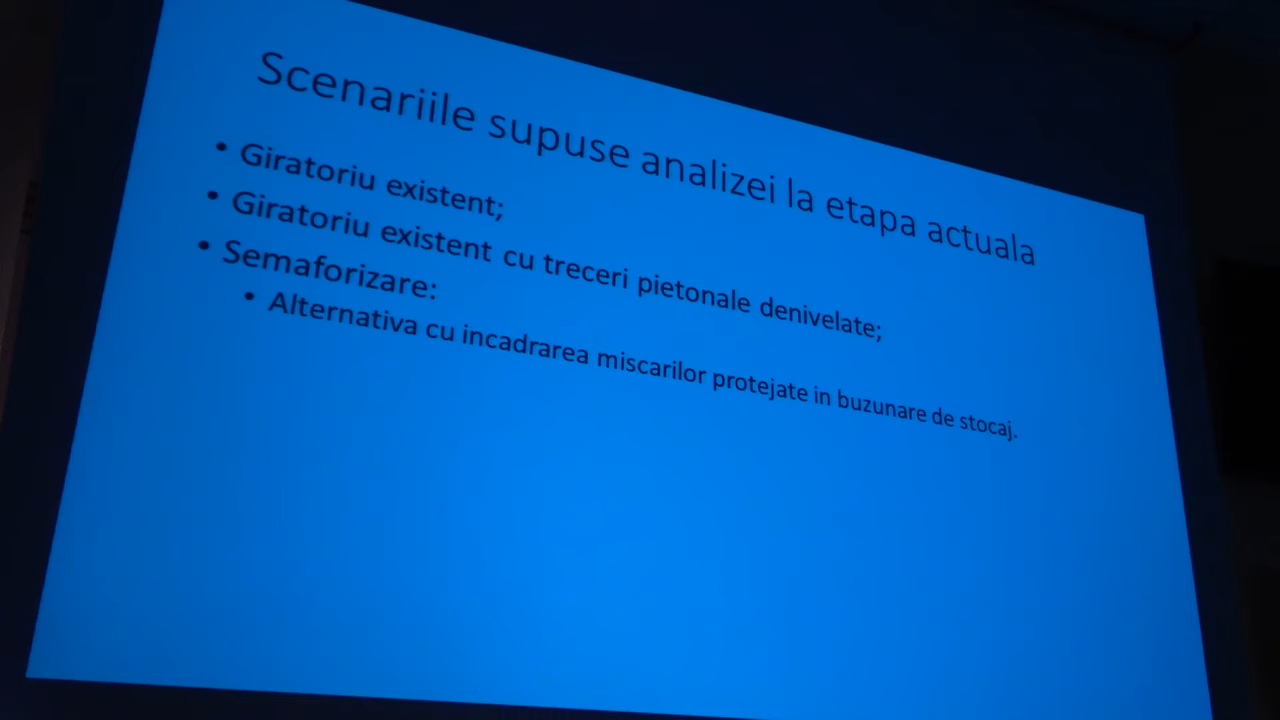 Scenariile supuse analizei la etapa actuala
• Giratoriu existent;
• Giratoriu existent cu treceri pietonale denivelate;
• Semaforizare:
• Alternativa cu incadrarea miscarilor protejate in buzunare de stocaj.